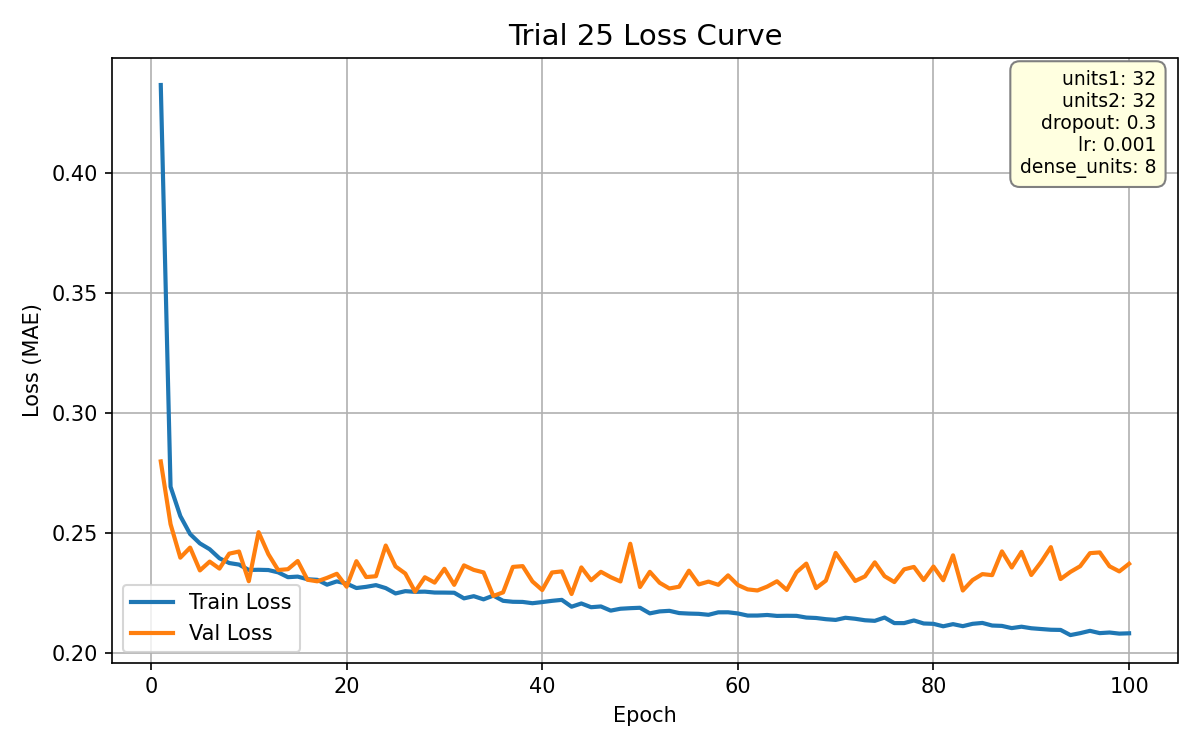 Trial 25 Loss Curve
units1: 32
units2: 32
dropout: 0.3
lr: 0.001
dense_units: 8
Loss (MAE)
0.40
0.35
0.30
0.25
0.20
Train Loss
Val Loss
0 20 40 60 80 100
Epoch